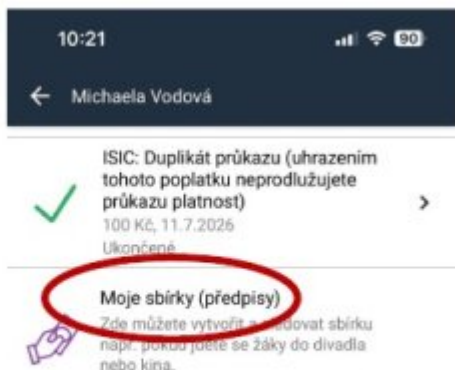 10:21
90
Michaela Vodová
ISIC: Duplikát průkazu (uhrazením
tohoto poplatku neprodlužujete
průkazu platnost)
100 Kč, 11.7.2026
Ukončené
Moje sbírky (předpisy)
Zde můžete vytvořit a sledovat sbírku
např. pokud jdete se žáky do divadla
nebo kina.